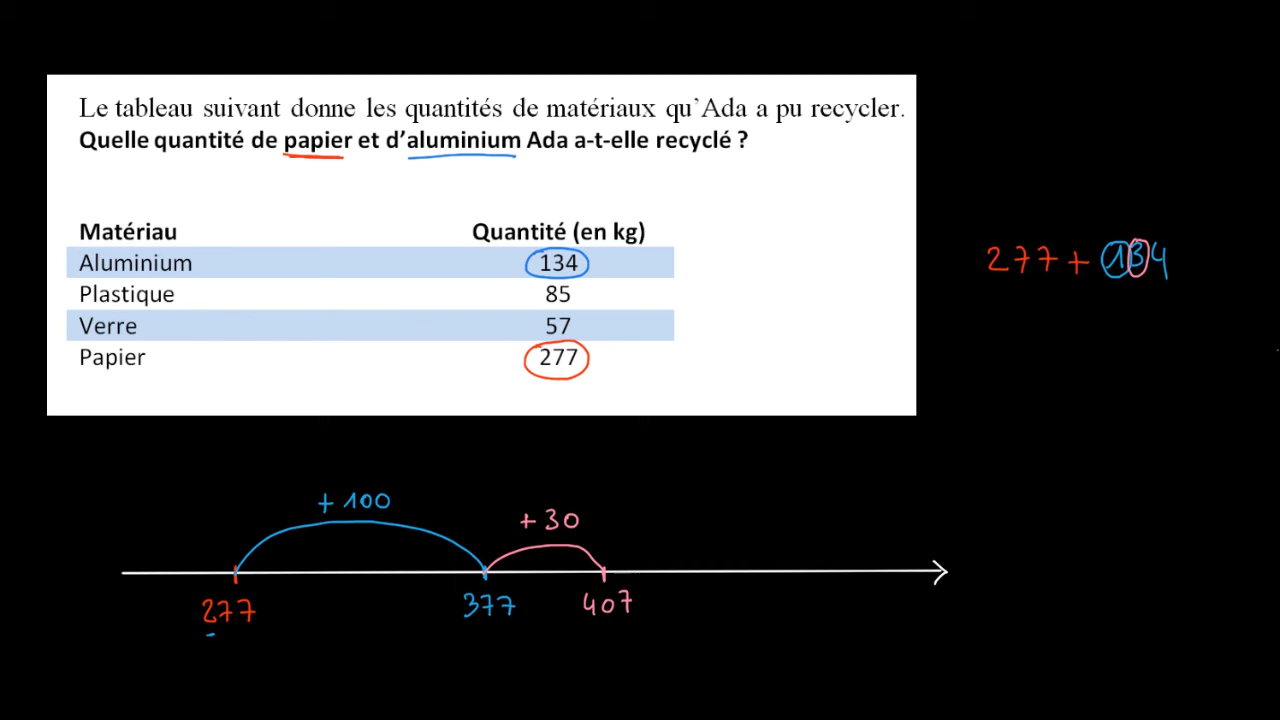 Le tableau suivant donne les quantités de matériaux qu'Ada a pu recycler.
Quelle quantité de papier et d'aluminium Ada a-t-elle recyclé ?
Matériau Quantité (en kg)
Aluminium 134
Plastique 85
Verre 57
Papier 277
277 + 134
+ 100
+ 30
277 377 407